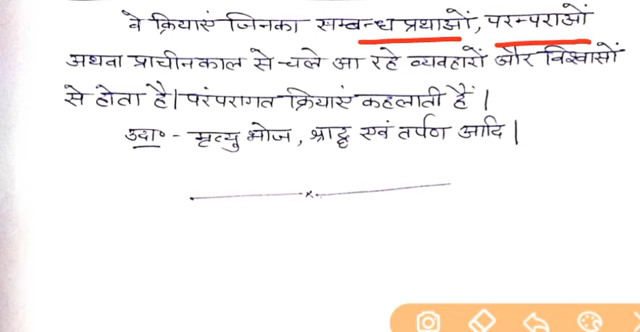 वे क्रियाएं जिनका सम्बन्ध प्रथाओं, परम्पराओं
अथवा प्राचीनकाल से चले आ रहे व्यवहारों और विश्वासों
से होता है। परंपरागत क्रियाएं कहलाती हैं।
उदा० - मृत्यु भोज, श्राद्ध एवं तर्पण आदि।